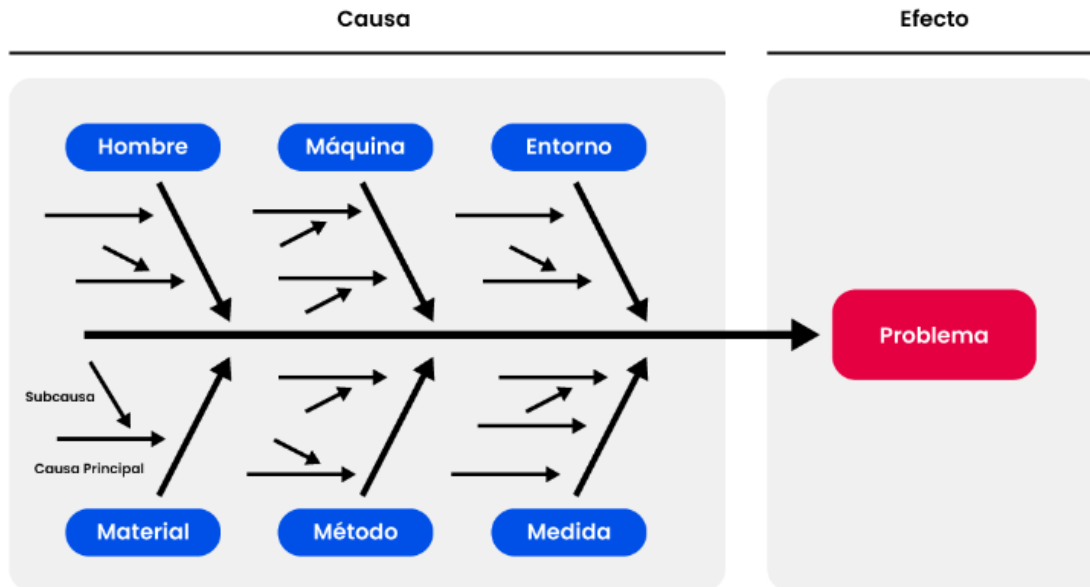 Causa
Efecto
Hombre
Máquina
Entorno
Problema
Subcausa
Causa Principal
Material
Método
Medida